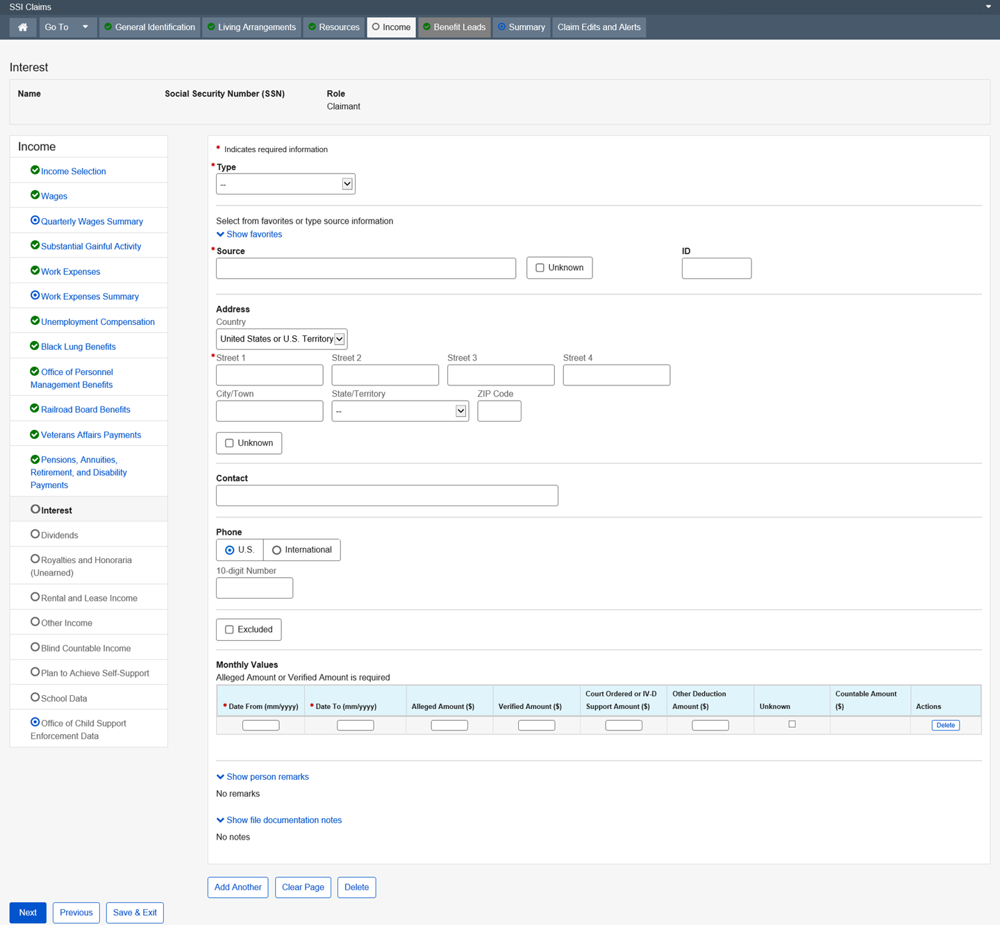 SSI Claims
Go To
General Identification
Living Arrangements
Resources
Income
Benefit Leads
Summary
Claim Edits and Alerts
Interest
Name
Social Security Number (SSN)
Role
Claimant
Income
Income Selection
Wages
Quarterly Wages Summary
Substantial Gainful Activity
Work Expenses
Work Expenses Summary
Unemployment Compensation
Black Lung Benefits
Office of Personnel
Management Benefits
Railroad Board Benefits
Veterans Affairs Payments
Pensions, Annuities,
Retirement, and Disability
Payments
Interest
Dividends
Royalties and Honoraria
(Unearned)
Rental and Lease Income
Other Income
Blind Countable Income
Plan to Achieve Self-Support
School Data
Office of Child Support
Enforcement Data
* Indicates required information
* Type
--
Select from favorites or type source information
Show favorites
* Source
Unknown
ID
Address
Country
United States or U.S. Territory
* Street 1
Street 2
Street 3
Street 4
City/Town
State/Territory
ZIP Code
--
Unknown
Contact
Phone
U.S.
International
10-digit Number
Excluded
Monthly Values
Alleged Amount or Verified Amount is required
* Date From (mm/yyyy)
* Date To (mm/yyyy)
Alleged Amount ($)
Verified Amount ($)
Court Ordered or IV-D
Support Amount ($)
Other Deduction
Amount ($)
Unknown
Countable Amount
($)
Actions
Delete
Show person remarks
No remarks
Show file documentation notes
No notes
Add Another
Clear Page
Delete
Next
Previous
Save & Exit